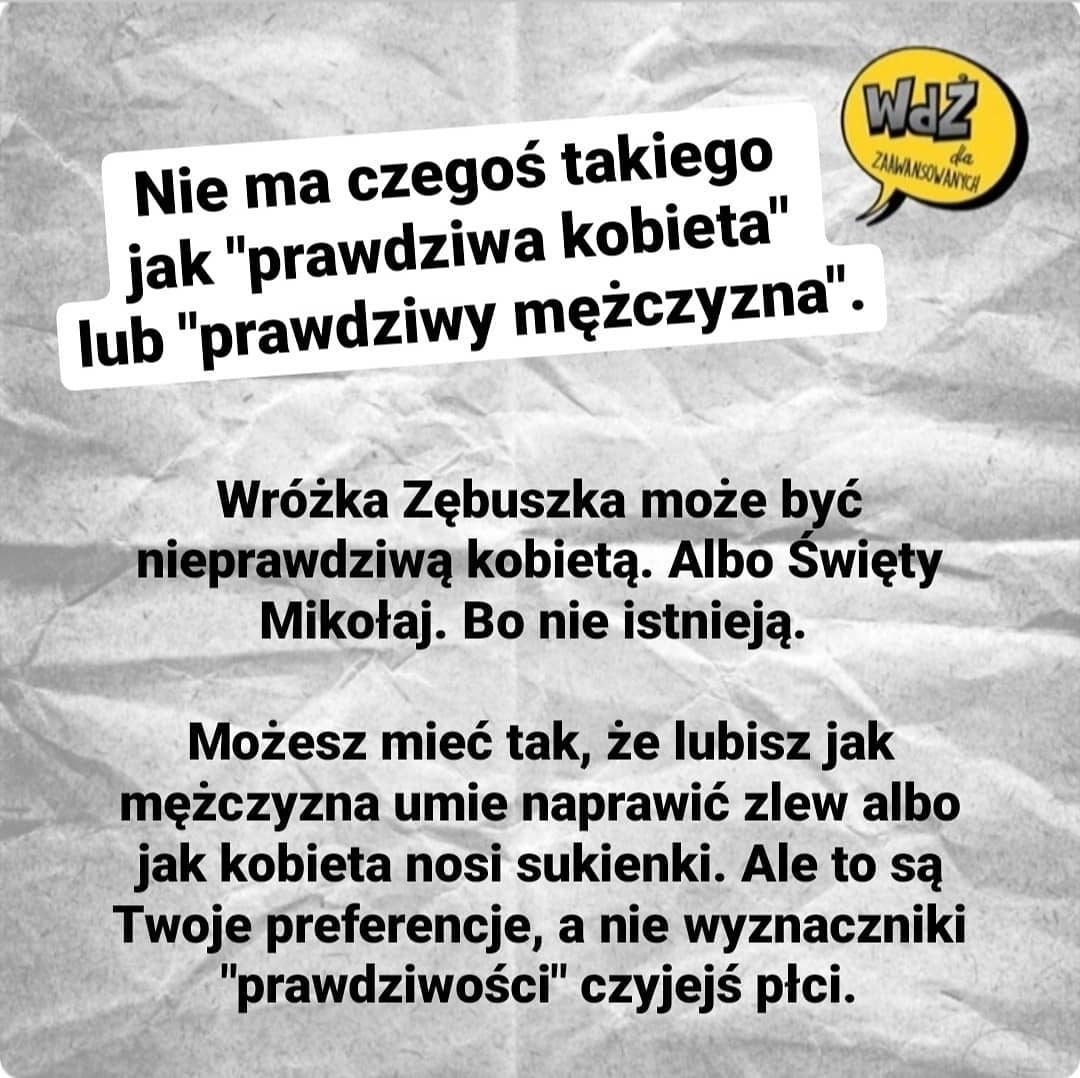 WdŻ
dla
ZAAWANSOWANYCH
Nie ma czegoś takiego
jak "prawdziwa kobieta"
lub "prawdziwy mężczyzna".
Wróżka Zębuszka może być
nieprawdziwą kobietą. Albo Święty
Mikołaj. Bo nie istnieją.
Możesz mieć tak, że lubisz jak
mężczyzna umie naprawić zlew albo
jak kobieta nosi sukienki. Ale to są
Twoje preferencje, a nie wyznaczniki
"prawdziwości" czyjejś płci.